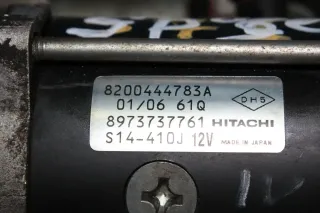 8200444783A
01/06 61Q
DH5
8973737761 HITACHI
S14-410J 12V MADE IN JAPAN